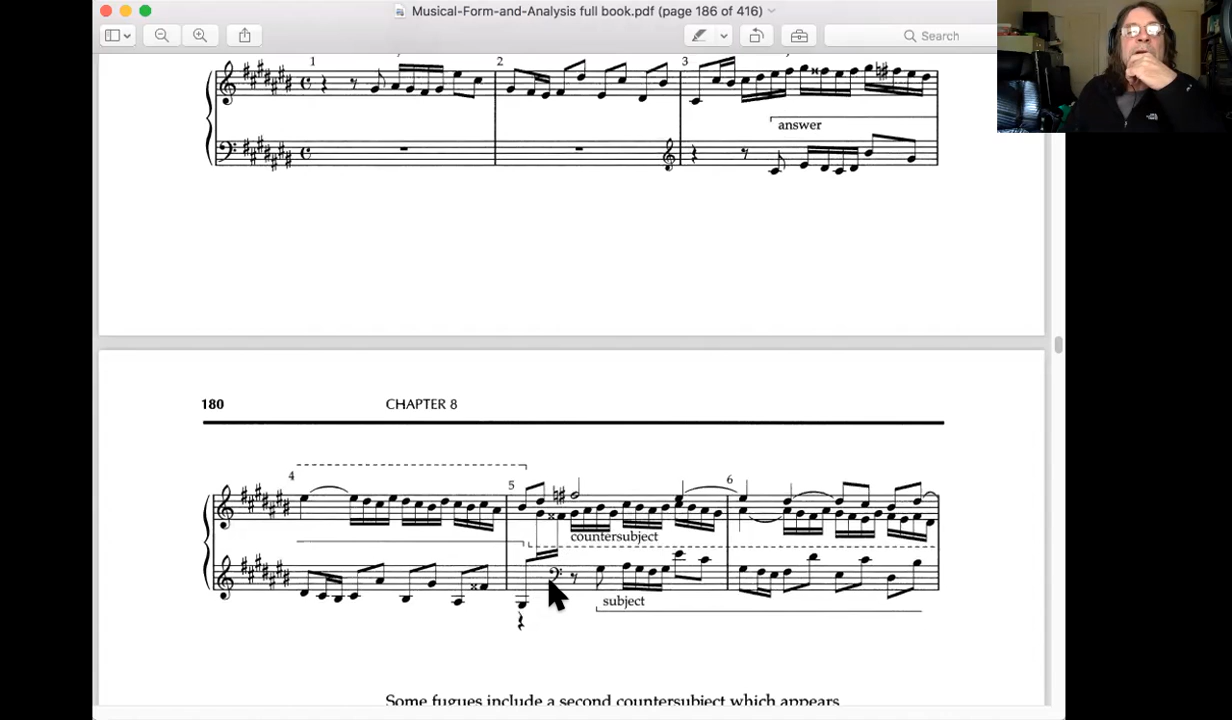 Musical-Form-and-Analysis full book.pdf (page 186 of 416)
Search
1
2
3
answer
180 CHAPTER 8
4
5
6
countersubject
subject
Some fugues include a second countersubject which appears